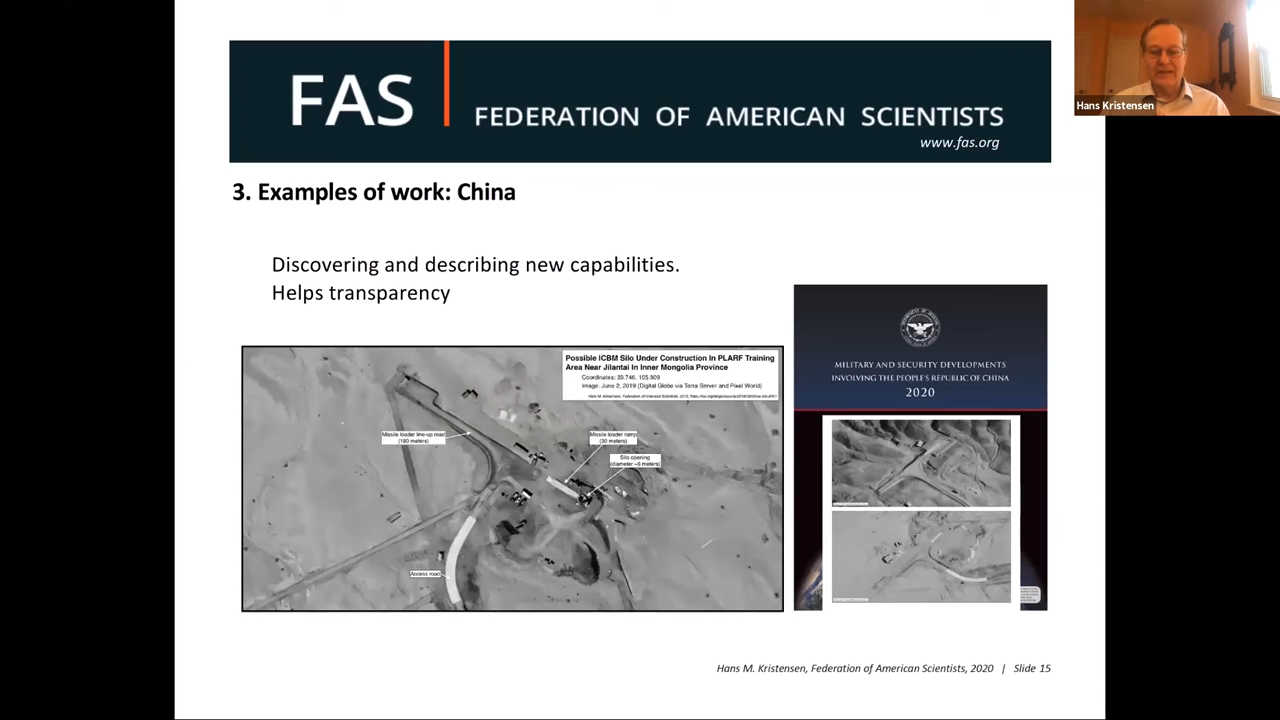 FAS
FEDERATION OF AMERICAN SCIENTISTS
www.fas.org
Hans Kristensen
3. Examples of work: China
Discovering and describing new capabilities.
Helps transparency
Possible ICBM Silo Under Construction In PLARF Training
Area Near Jilantai In Inner Mongolia Province
Coordinates: 39.746, 105.509
Image: June 2, 2019 (Digital Globe via Terra Server and Pixel World)
Missile loader line-up road
(180 meters)
Missile loader ramp
(30 meters)
Silo opening
(diameter ~6 meters)
Access road
MILITARY AND SECURITY DEVELOPMENTS
INVOLVING THE PEOPLE'S REPUBLIC OF CHINA
2020
Hans M. Kristensen, Federation of American Scientists, 2020 | Slide 15